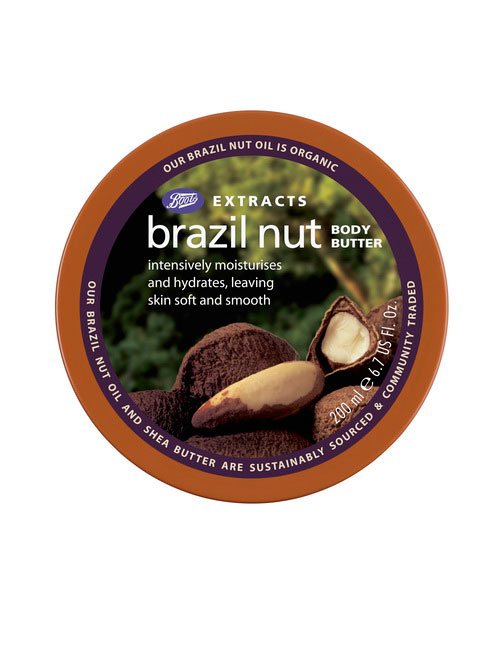 OUR BRAZIL NUT OIL IS ORGANIC
Boots EXTRACTS
brazil nut BODY BUTTER
intensively moisturises
and hydrates, leaving
skin soft and smooth
200 ml e 6.7 US Fl. Oz.
OUR BRAZIL NUT OIL AND SHEA BUTTER ARE SUSTAINABLY SOURCED & COMMUNITY TRADED